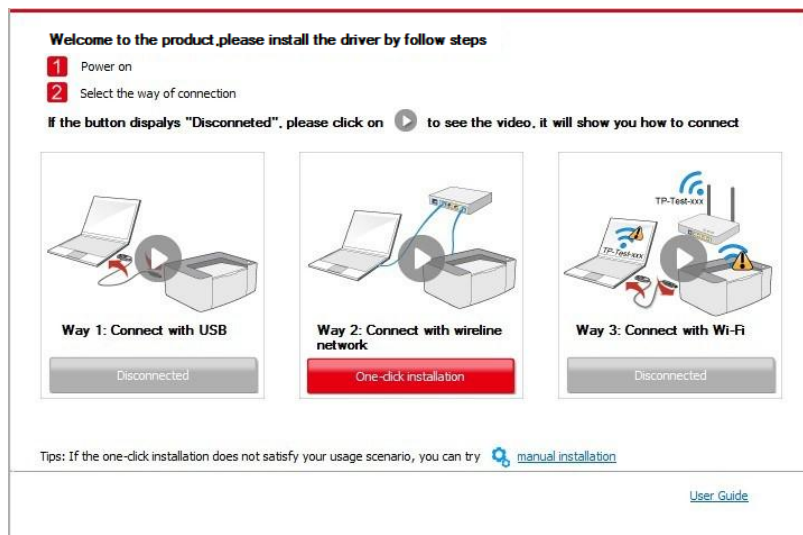 Welcome to the product,please install the driver by follow steps
1 Power on
2 Select the way of connection
If the button dispalys "Disconneted", please click on to see the video, it will show you how to connect
TP-Test-xxx
TP-Test-xxx
Way 1: Connect with USB
Way 2: Connect with wireline
network
Way 3: Connect with Wi-Fi
Disconnected
One-click installation
Disconnected
Tips: If the one-click installation does not satisfy your usage scenario, you can try manual installation
User Guide